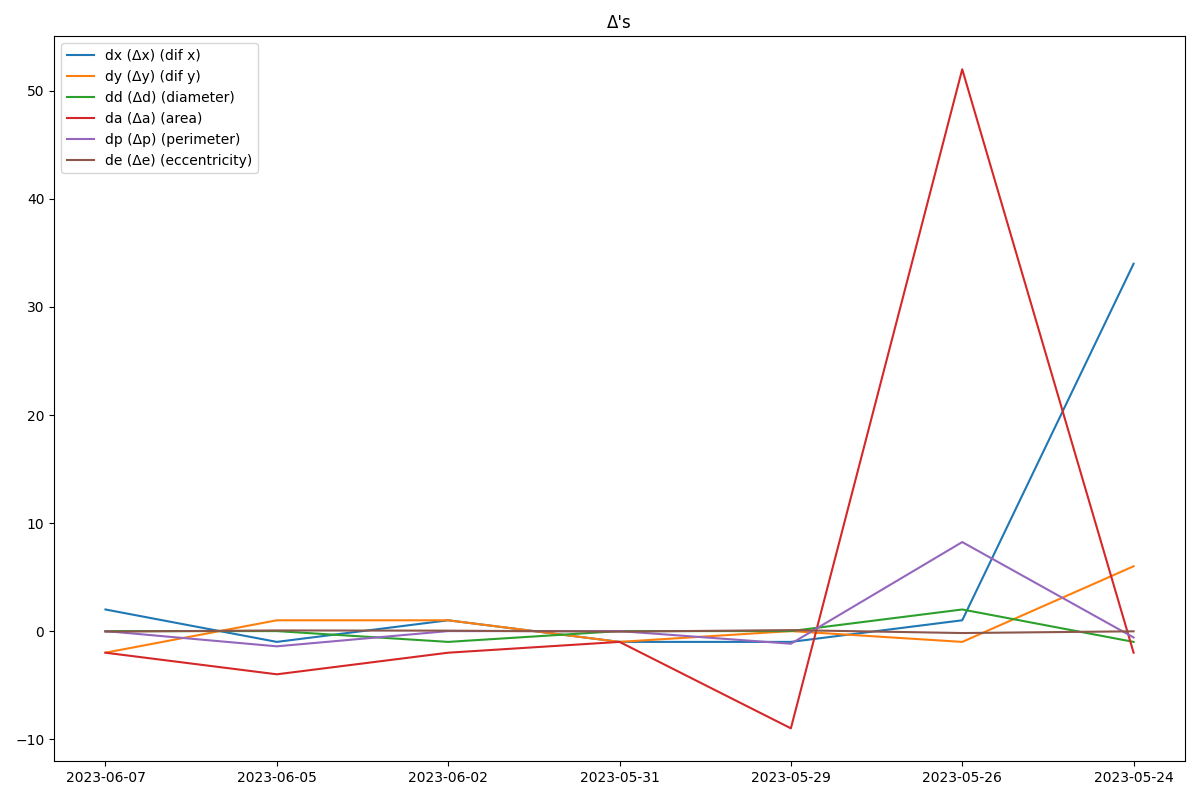 Δ's
dx (Δx) (dif x)
dy (Δy) (dif y)
dd (Δd) (diameter)
da (Δa) (area)
dp (Δp) (perimeter)
de (Δe) (eccentricity)
50
40
30
20
10
0
−10
2023-06-07 2023-06-05 2023-06-02 2023-05-31 2023-05-29 2023-05-26 2023-05-24